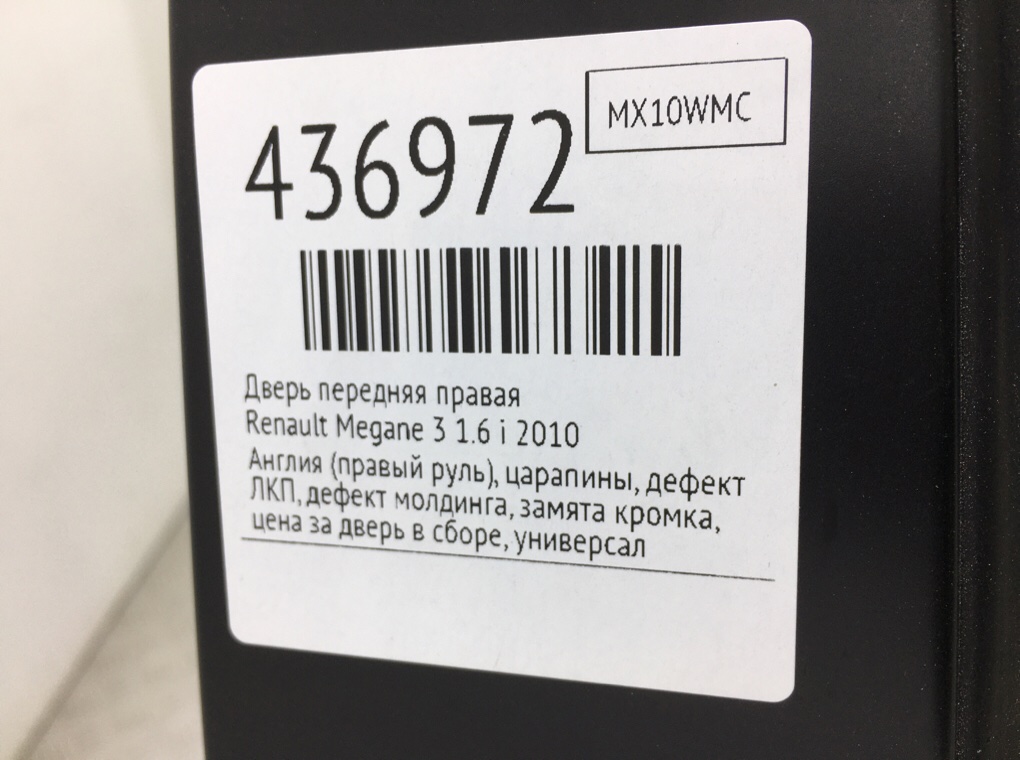 MX10WMC
436972
Дверь передняя правая
Renault Megane 3 1.6 i 2010
Англия (правый руль), царапины, дефект
ЛКП, дефект молдинга, замята кромка,
цена за дверь в сборе, универсал